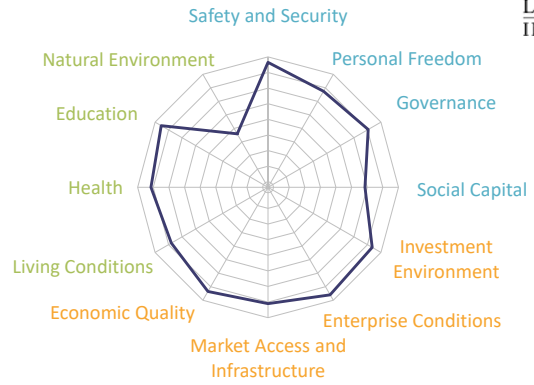 Safety and Security
Natural Environment
Personal Freedom
Education
Governance
Health
Social Capital
Investment
Environment
Living Conditions
Economic Quality
Enterprise Conditions
Market Access and
Infrastructure